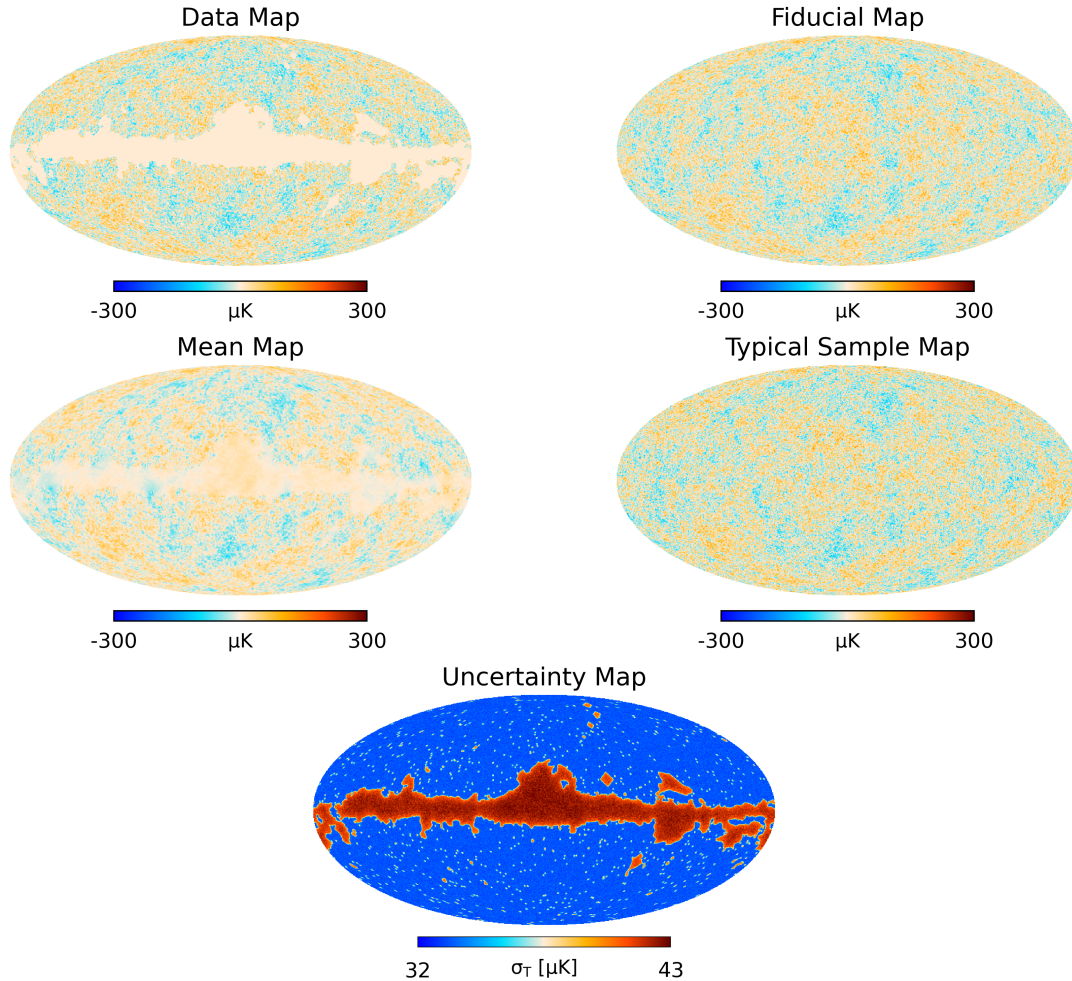 Data Map
Fiducial Map
-300 µK 300
-300 µK 300
Mean Map
Typical Sample Map
-300 µK 300
-300 µK 300
Uncertainty Map
32 σT [µK] 43